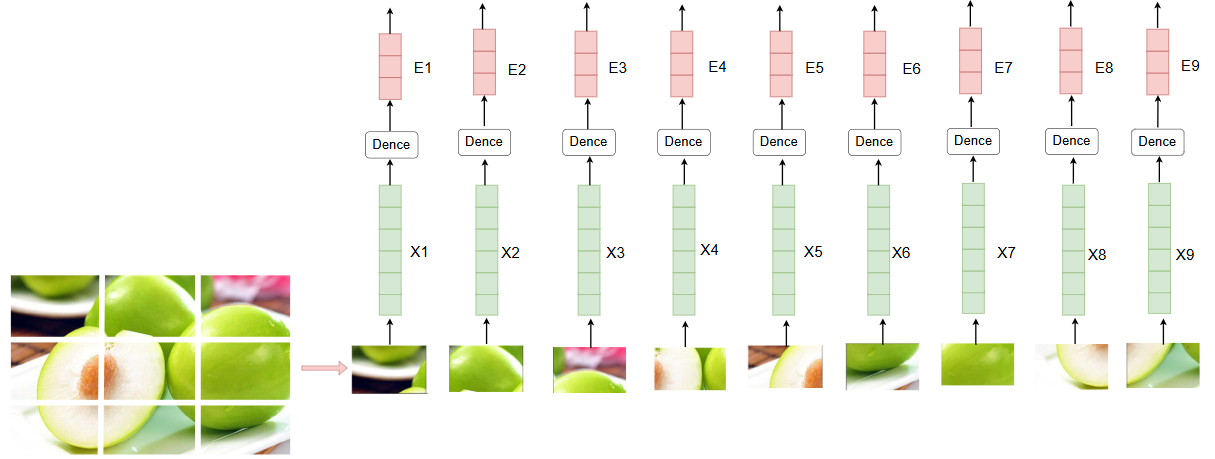 E1 E2 E3 E4 E5 E6 E7 E8 E9
Dence Dence Dence Dence Dence Dence Dence Dence Dence
X1 X2 X3 X4 X5 X6 X7 X8 X9